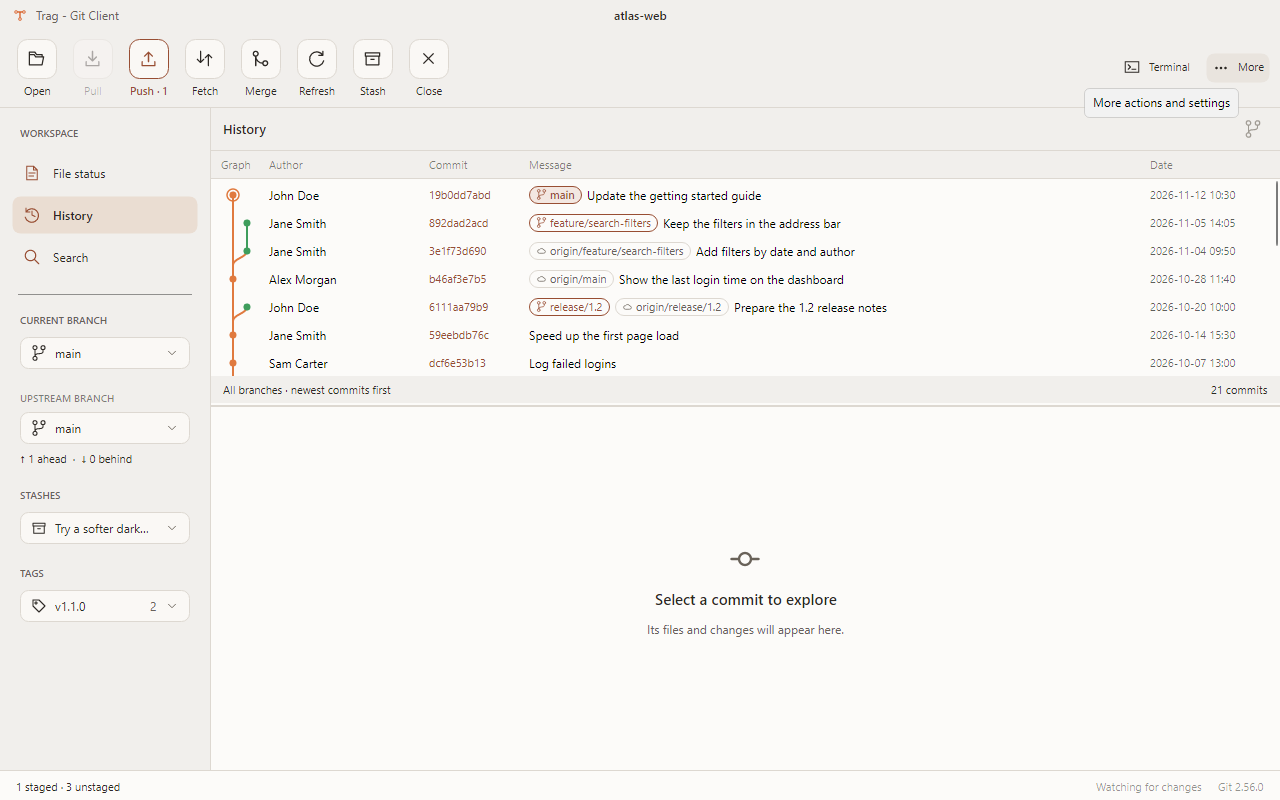 Trag - Git Client
atlas-web
Open
Pull
Push · 1
Fetch
Merge
Refresh
Stash
Close
Terminal
More
More actions and settings
WORKSPACE
File status
History
Search
CURRENT BRANCH
main
UPSTREAM BRANCH
main
↑ 1 ahead · ↓ 0 behind
STASHES
Try a softer dark...
TAGS
v1.1.0 2
History
Graph Author Commit Message Date
John Doe 19b0dd7abd main Update the getting started guide 2026-11-12 10:30
Jane Smith 892dad2acd feature/search-filters Keep the filters in the address bar 2026-11-05 14:05
Jane Smith 3e1f73d690 origin/feature/search-filters Add filters by date and author 2026-11-04 09:50
Alex Morgan b46af3e7b5 origin/main Show the last login time on the dashboard 2026-10-28 11:40
John Doe 6111aa79b9 release/1.2 origin/release/1.2 Prepare the 1.2 release notes 2026-10-20 10:00
Jane Smith 59eebdb76c Speed up the first page load 2026-10-14 15:30
Sam Carter dcf6e53b13 Log failed logins 2026-10-07 13:00
All branches · newest commits first 21 commits
Select a commit to explore
Its files and changes will appear here.
1 staged · 3 unstaged
Watching for changes Git 2.56.0